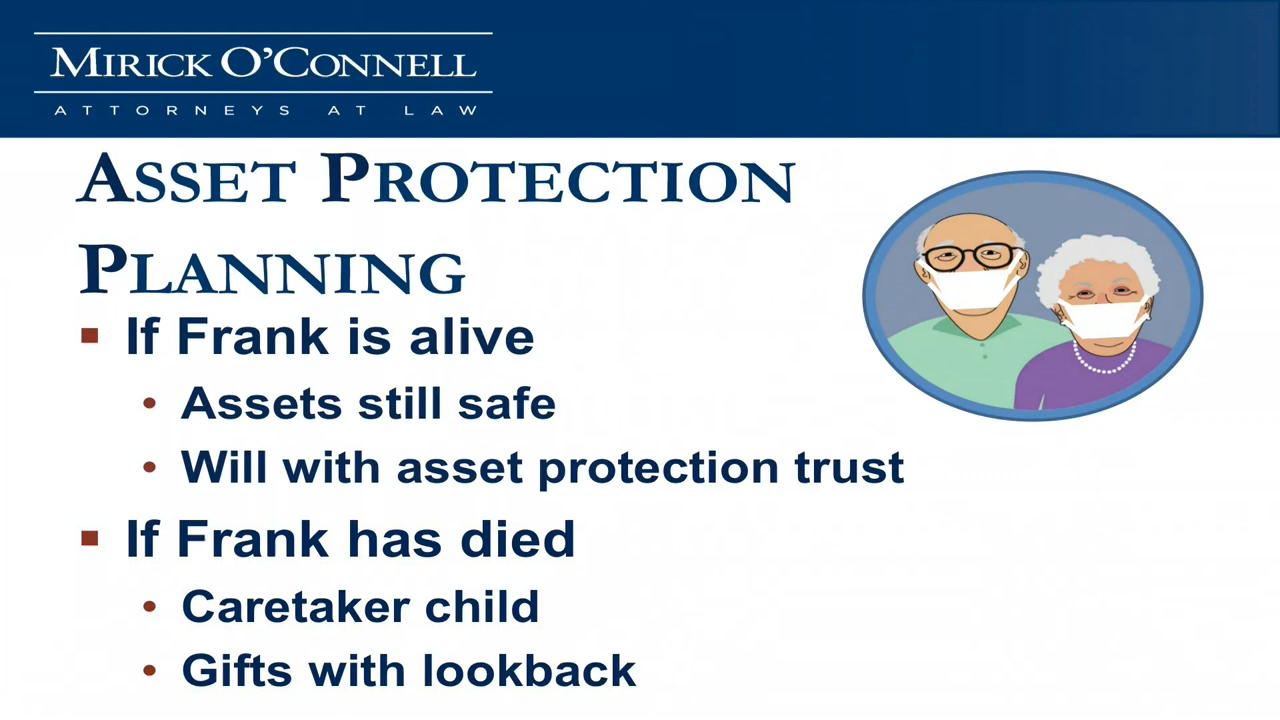 MIRICK O'CONNELL
ATTORNEYS AT LAW
ASSET PROTECTION
PLANNING
▪ If Frank is alive
• Assets still safe
• Will with asset protection trust
▪ If Frank has died
• Caretaker child
• Gifts with lookback